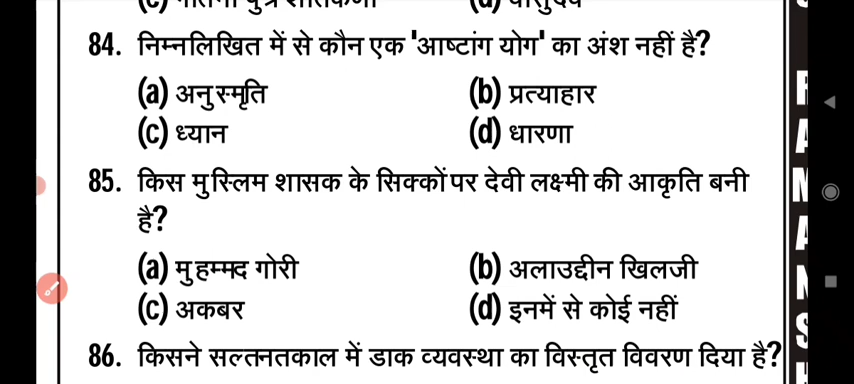 84. निम्नलिखित में से कौन एक 'आष्टांग योग' का अंश नहीं है?
(a) अनुस्मृति (b) प्रत्याहार
(c) ध्यान (d) धारणा
85. किस मुस्लिम शासक के सिक्कों पर देवी लक्ष्मी की आकृति बनी
है?
(a) मुहम्मद गोरी (b) अलाउद्दीन खिलजी
(c) अकबर (d) इनमें से कोई नहीं
86. किसने सल्तनतकाल में डाक व्यवस्था का विस्तृत विवरण दिया है?